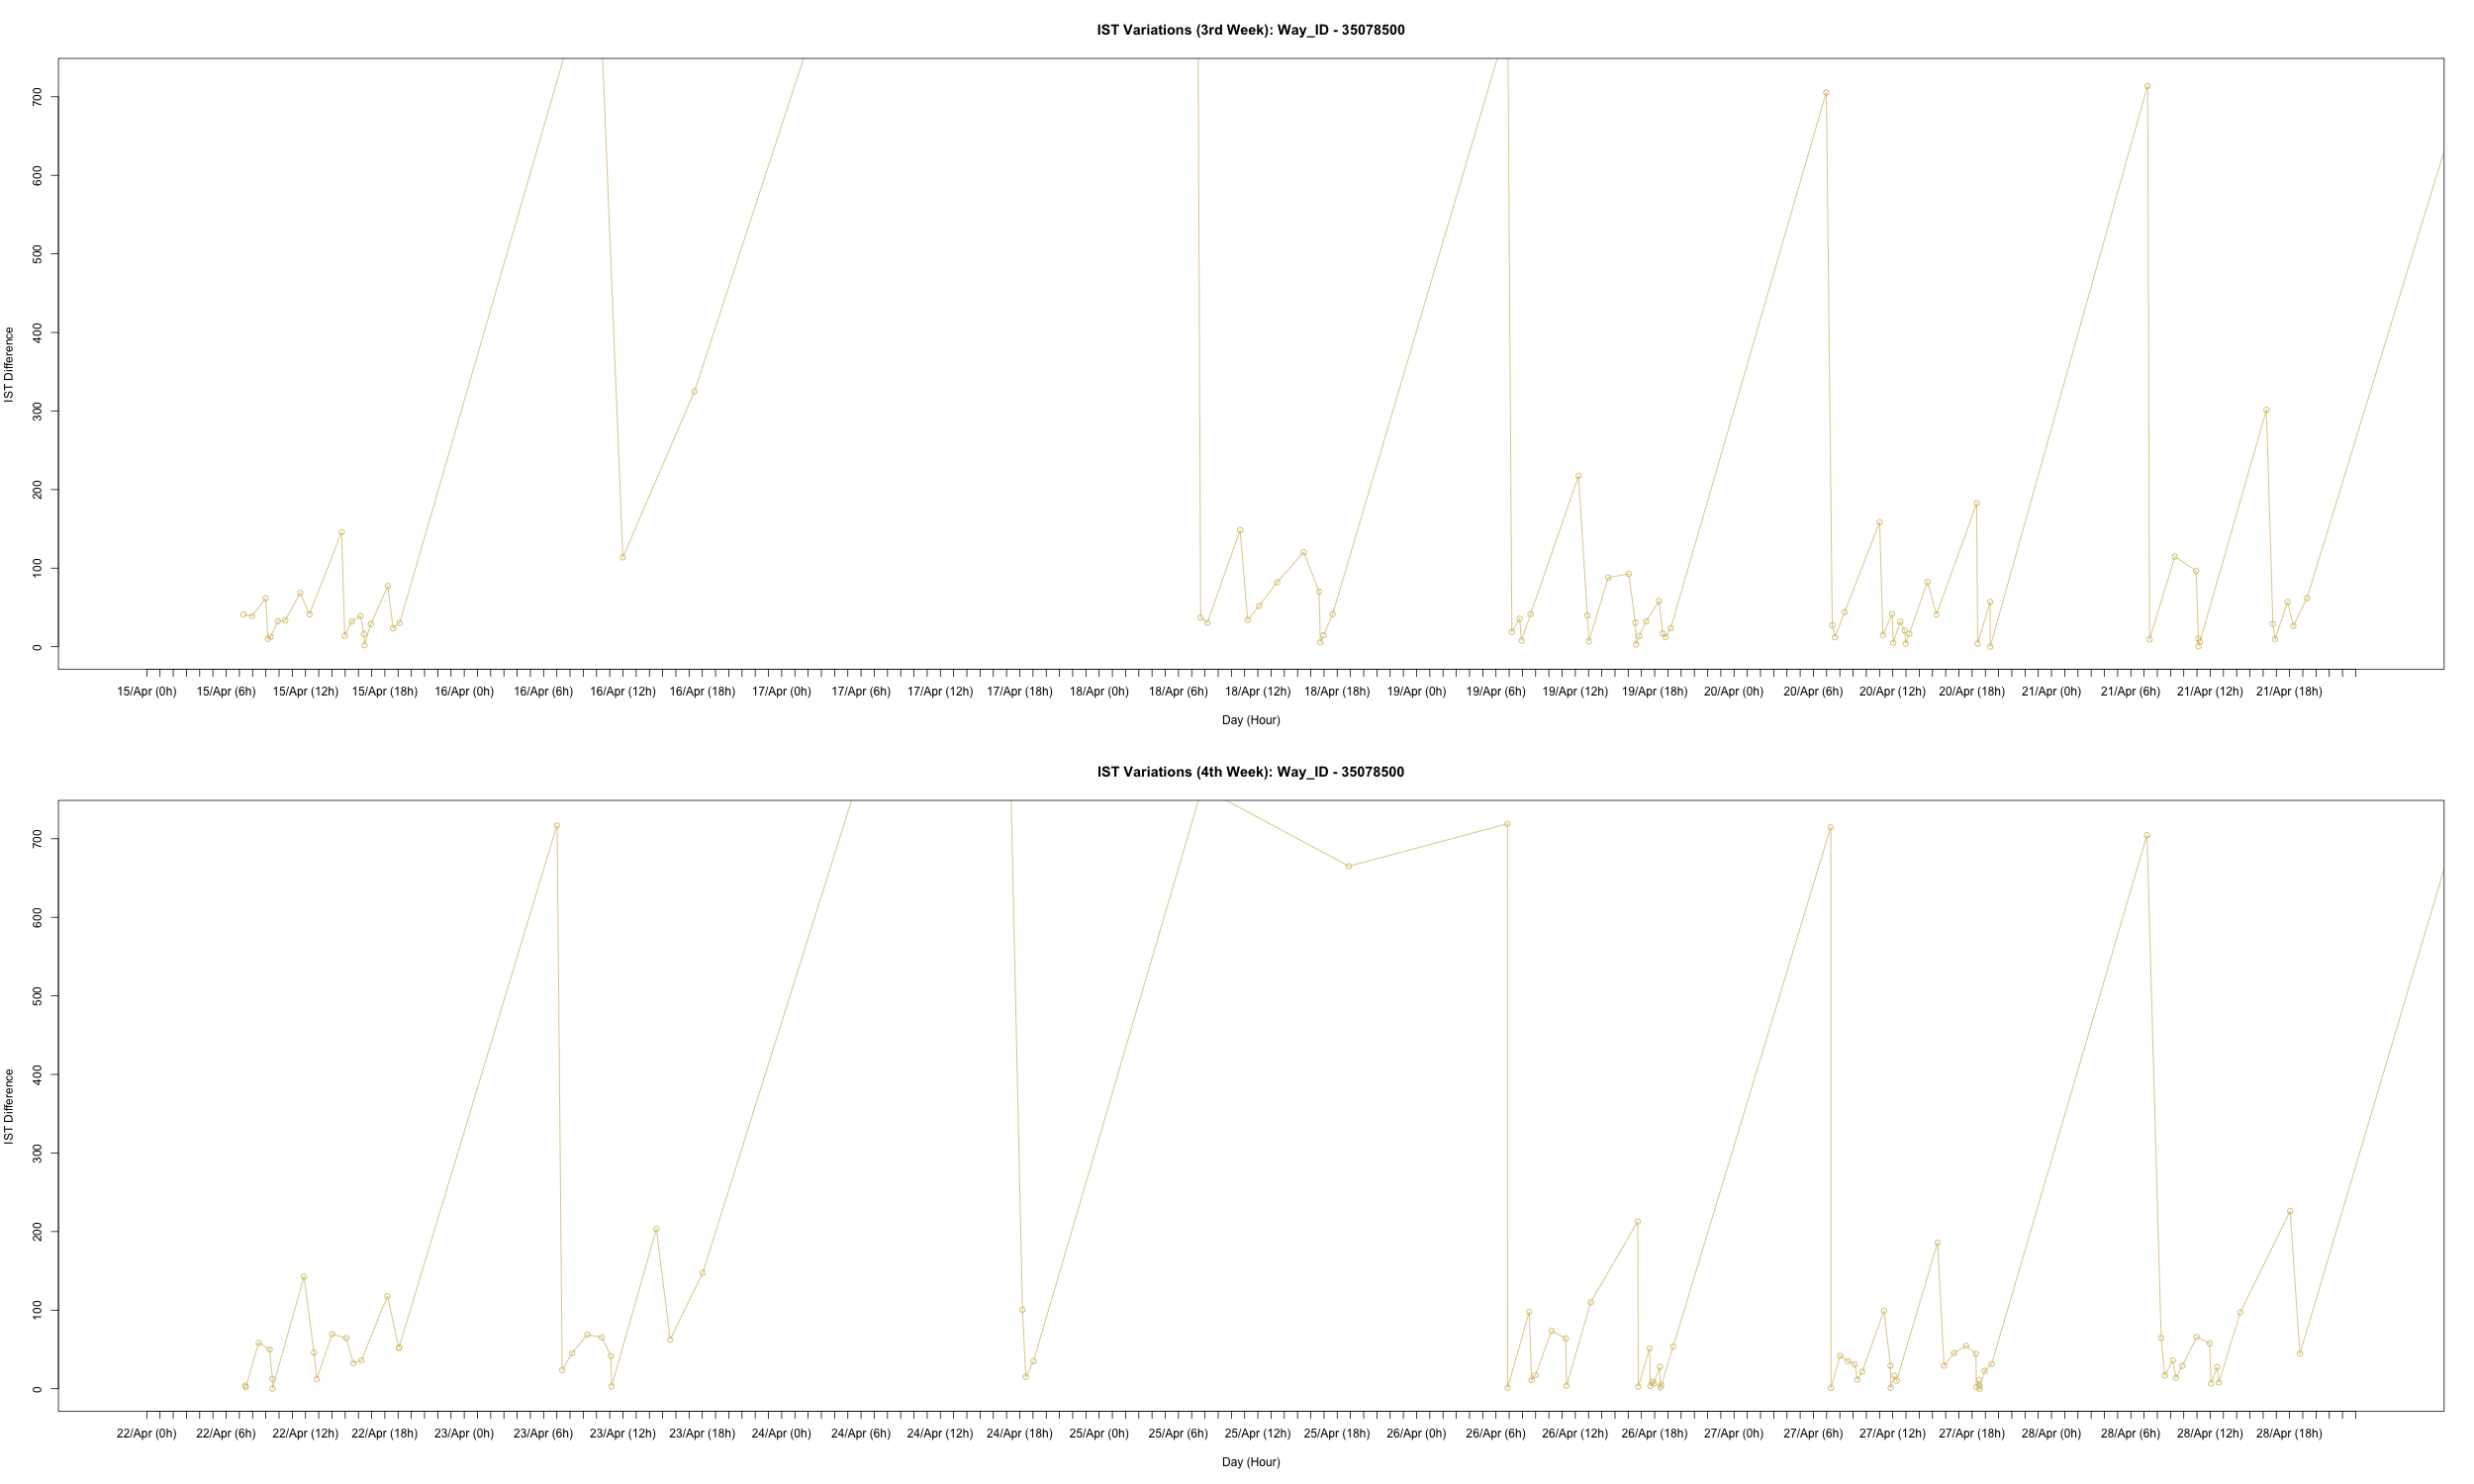 IST Variations (3rd Week): Way_ID - 35078500
700
600
500
400
300
200
100
0
IST Difference
15/Apr (0h) 15/Apr (6h) 15/Apr (12h) 15/Apr (18h) 16/Apr (0h) 16/Apr (6h) 16/Apr (12h) 16/Apr (18h) 17/Apr (0h) 17/Apr (6h) 17/Apr (12h) 17/Apr (18h) 18/Apr (0h) 18/Apr (6h) 18/Apr (12h) 18/Apr (18h) 19/Apr (0h) 19/Apr (6h) 19/Apr (12h) 19/Apr (18h) 20/Apr (0h) 20/Apr (6h) 20/Apr (12h) 20/Apr (18h) 21/Apr (0h) 21/Apr (6h) 21/Apr (12h) 21/Apr (18h)
Day (Hour)
IST Variations (4th Week): Way_ID - 35078500
700
600
500
400
300
200
100
0
IST Difference
22/Apr (0h) 22/Apr (6h) 22/Apr (12h) 22/Apr (18h) 23/Apr (0h) 23/Apr (6h) 23/Apr (12h) 23/Apr (18h) 24/Apr (0h) 24/Apr (6h) 24/Apr (12h) 24/Apr (18h) 25/Apr (0h) 25/Apr (6h) 25/Apr (12h) 25/Apr (18h) 26/Apr (0h) 26/Apr (6h) 26/Apr (12h) 26/Apr (18h) 27/Apr (0h) 27/Apr (6h) 27/Apr (12h) 27/Apr (18h) 28/Apr (0h) 28/Apr (6h) 28/Apr (12h) 28/Apr (18h)
Day (Hour)